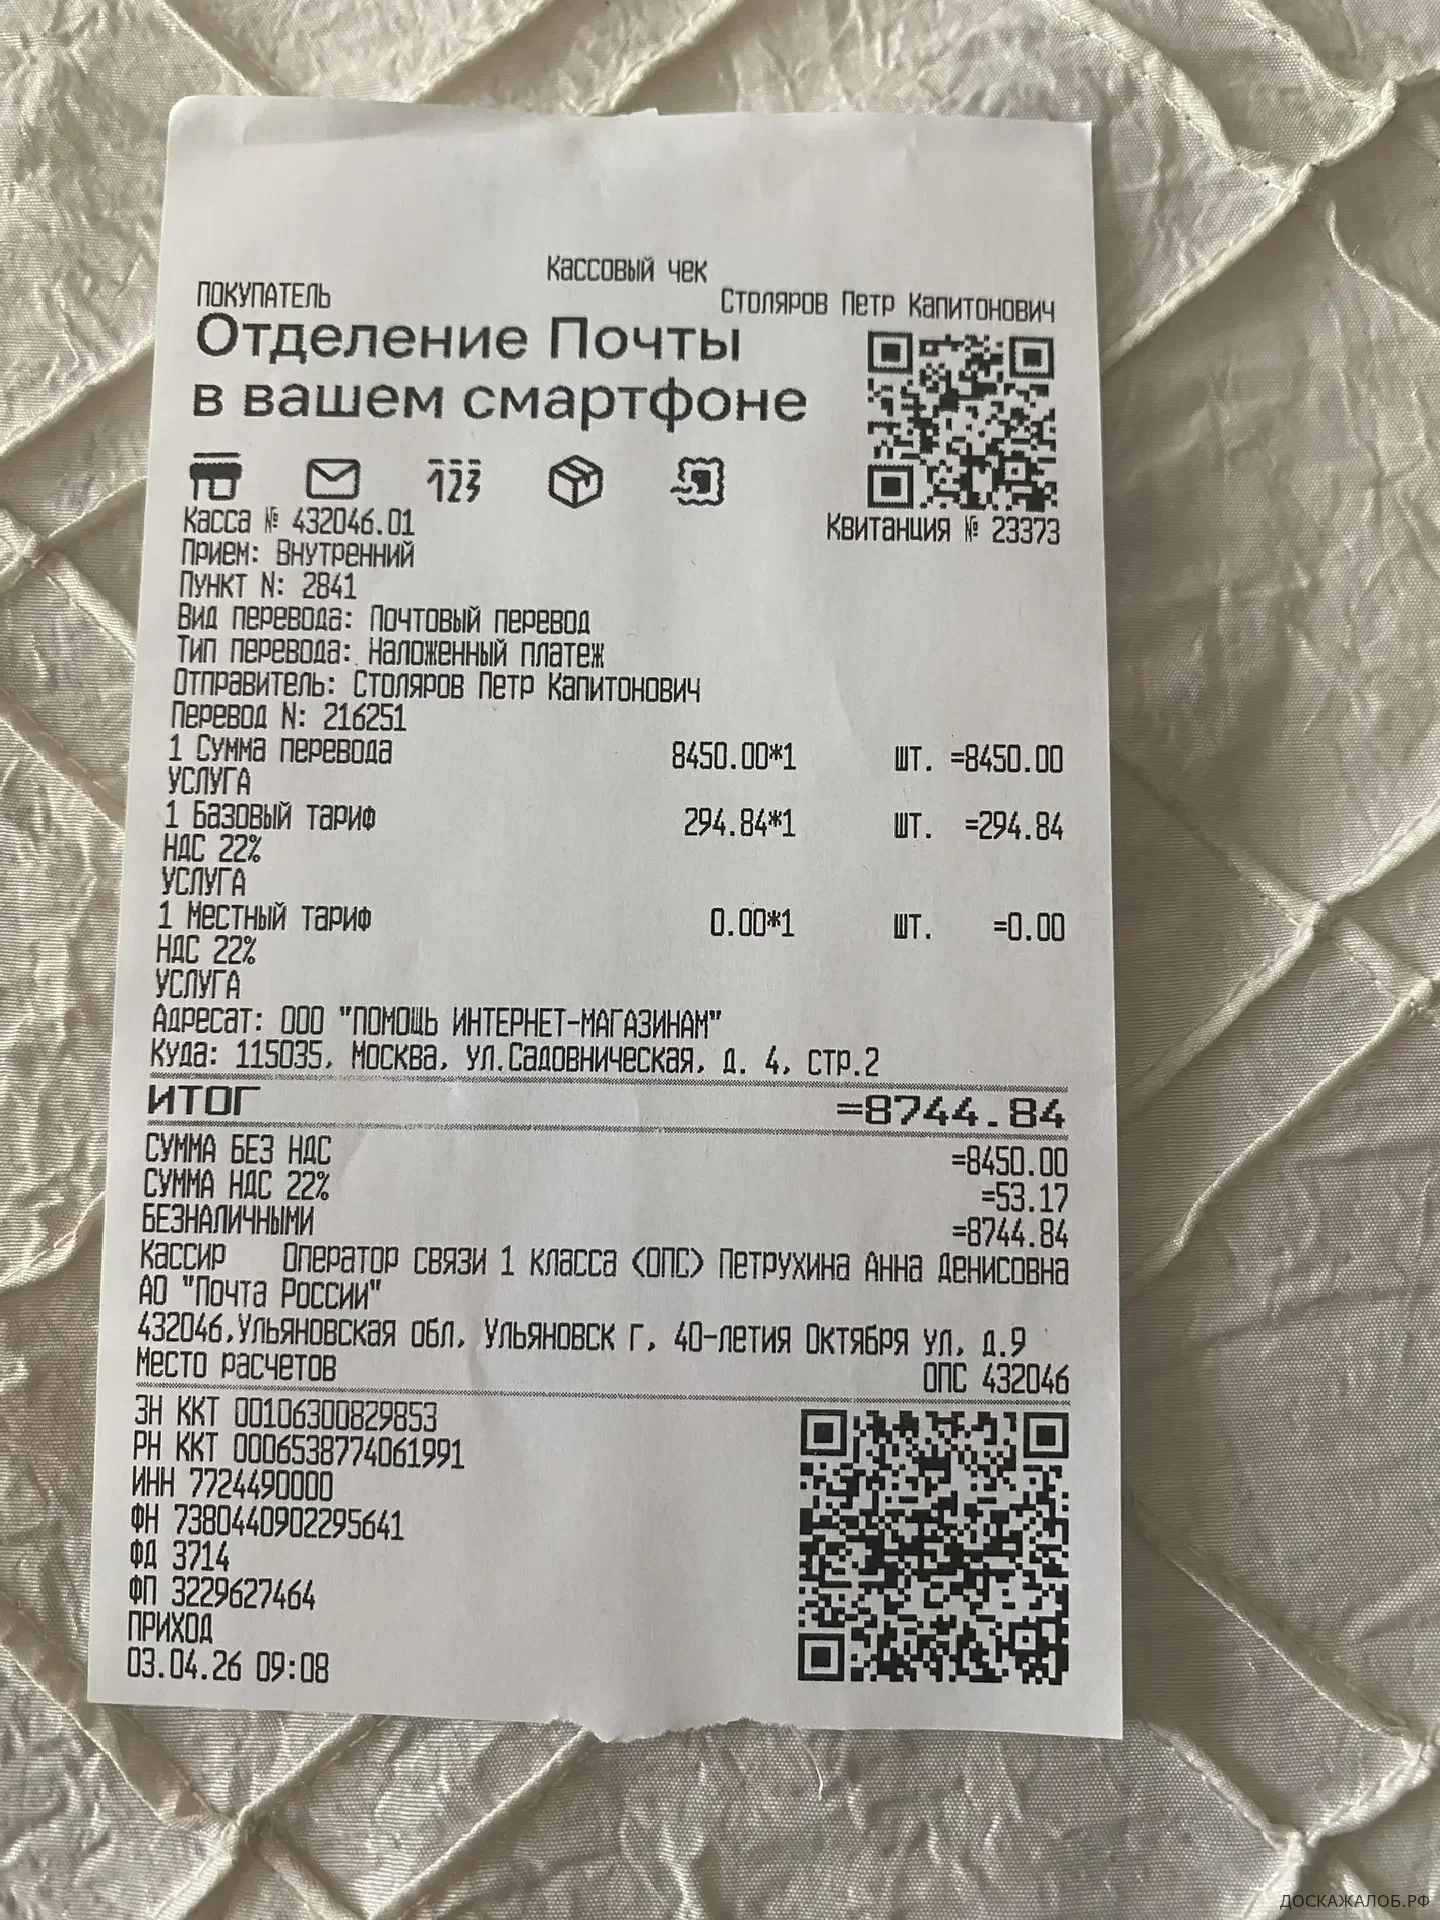 Кассовый чек
ПОКУПАТЕЛЬ Столяров Петр Капитонович
Отделение Почты
в вашем смартфоне
123
Касса № 432046.01 Квитанция № 23373
Прием: Внутренний
Пункт N: 2841
Вид перевода: Почтовый перевод
Тип перевода: Наложенный платеж
Отправитель: Столяров Петр Капитонович
Перевод N: 216251
1 Сумма перевода 8450.00*1 шт. =8450.00
УСЛУГА
1 Базовый тариф 294.84*1 шт. =294.84
НДС 22%
УСЛУГА
1 Местный тариф 0.00*1 шт. =0.00
НДС 22%
УСЛУГА
Адресат: ООО "ПОМОЩЬ ИНТЕРНЕТ-МАГАЗИНАМ"
Куда: 115035, Москва, ул.Садовническая, д. 4, стр.2
ИТОГ =8744.84
СУММА БЕЗ НДС =8450.00
СУММА НДС 22% =53.17
БЕЗНАЛИЧНЫМИ =8744.84
Кассир Оператор связи 1 класса (ОПС) Петрухина Анна Денисовна
АО "Почта России"
432046,Ульяновская обл, Ульяновск г, 40-летия Октября ул, д.9
Место расчетов ОПС 432046
ЗН ККТ 00106300829853
РН ККТ 0006538774061991
ИНН 7724490000
ФН 7380440902295641
ФД 3714
ФП 3229627464
ПРИХОД
03.04.26 09:08
ДОСКАЖАЛОБ.РФ